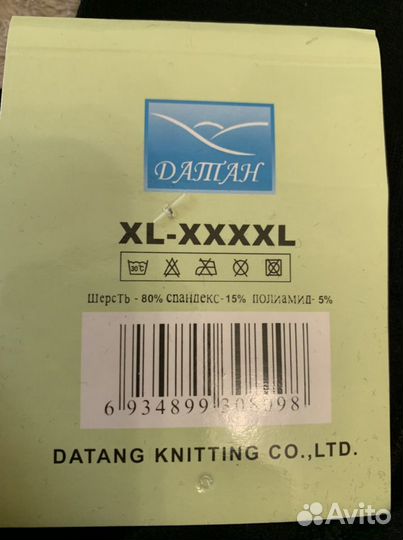 ДАТАН
XL-XXXXL
30°C
Шерсть - 80% спандекс-15% полиамид- 5%
6 934899 308098
DATANG KNITTING CO.,LTD.
Avito